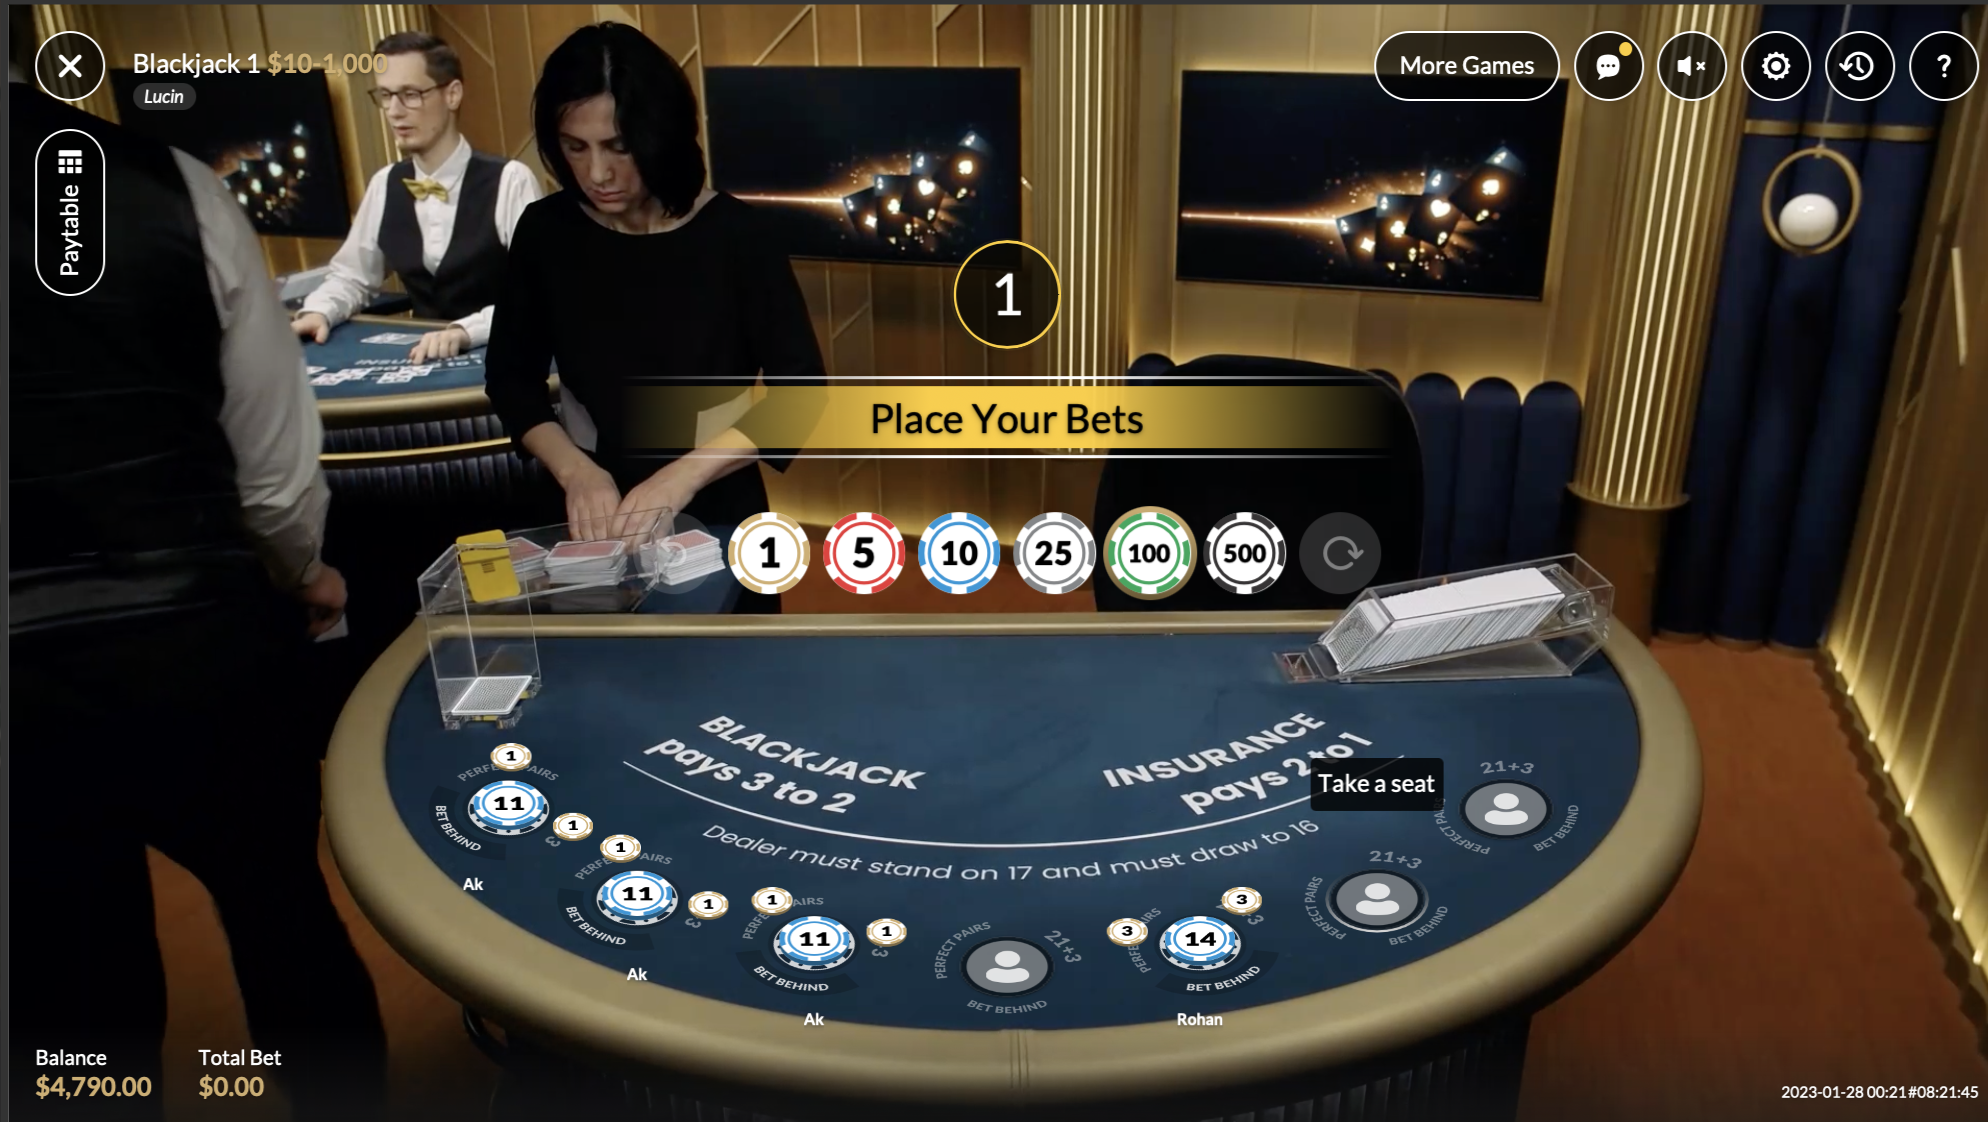 Blackjack 1 $10-1,000
Lucin
More Games
?
Paytable
1
Place Your Bets
1
5
10
25
100
500
BLACKJACK
pays 3 to 2
INSURANCE
pays 2 to 1
Take a seat
Dealer must stand on 17 and must draw to 16
1
11
1
BET BEHIND
Ak
1
11
1
BET BEHIND
Ak
1
11
1
BET BEHIND
Ak
PERFECT PAIRS
21+3
BET BEHIND
3
14
3
BET BEHIND
Rohan
PERFECT PAIRS
21+3
BET BEHIND
PERFECT PAIRS
21+3
BET BEHIND
Balance
$4,790.00
Total Bet
$0.00
2023-01-28 00:21#08:21:45